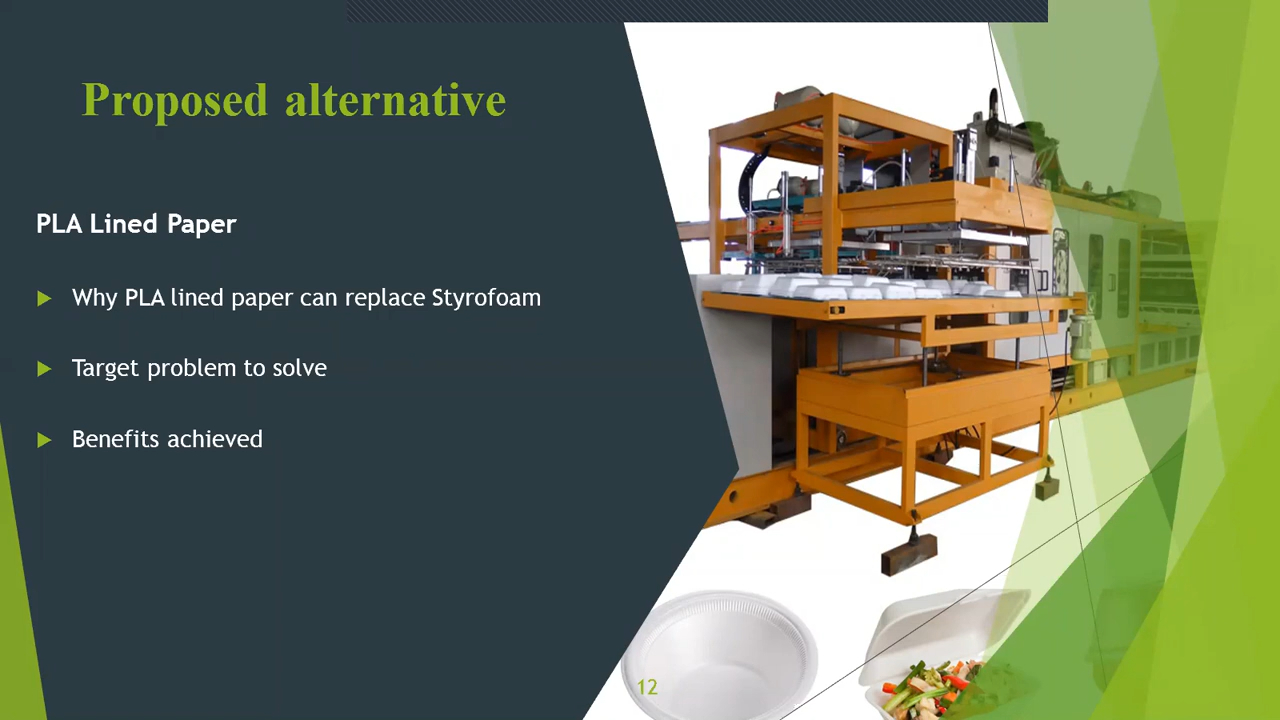 Proposed alternative
PLA Lined Paper
Why PLA lined paper can replace Styrofoam
Target problem to solve
Benefits achieved
12